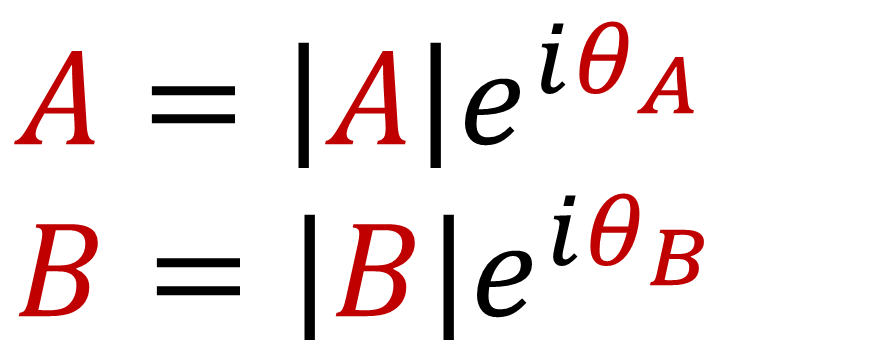 A = |A|e^{iθ_A}
B = |B|e^{iθ_B}